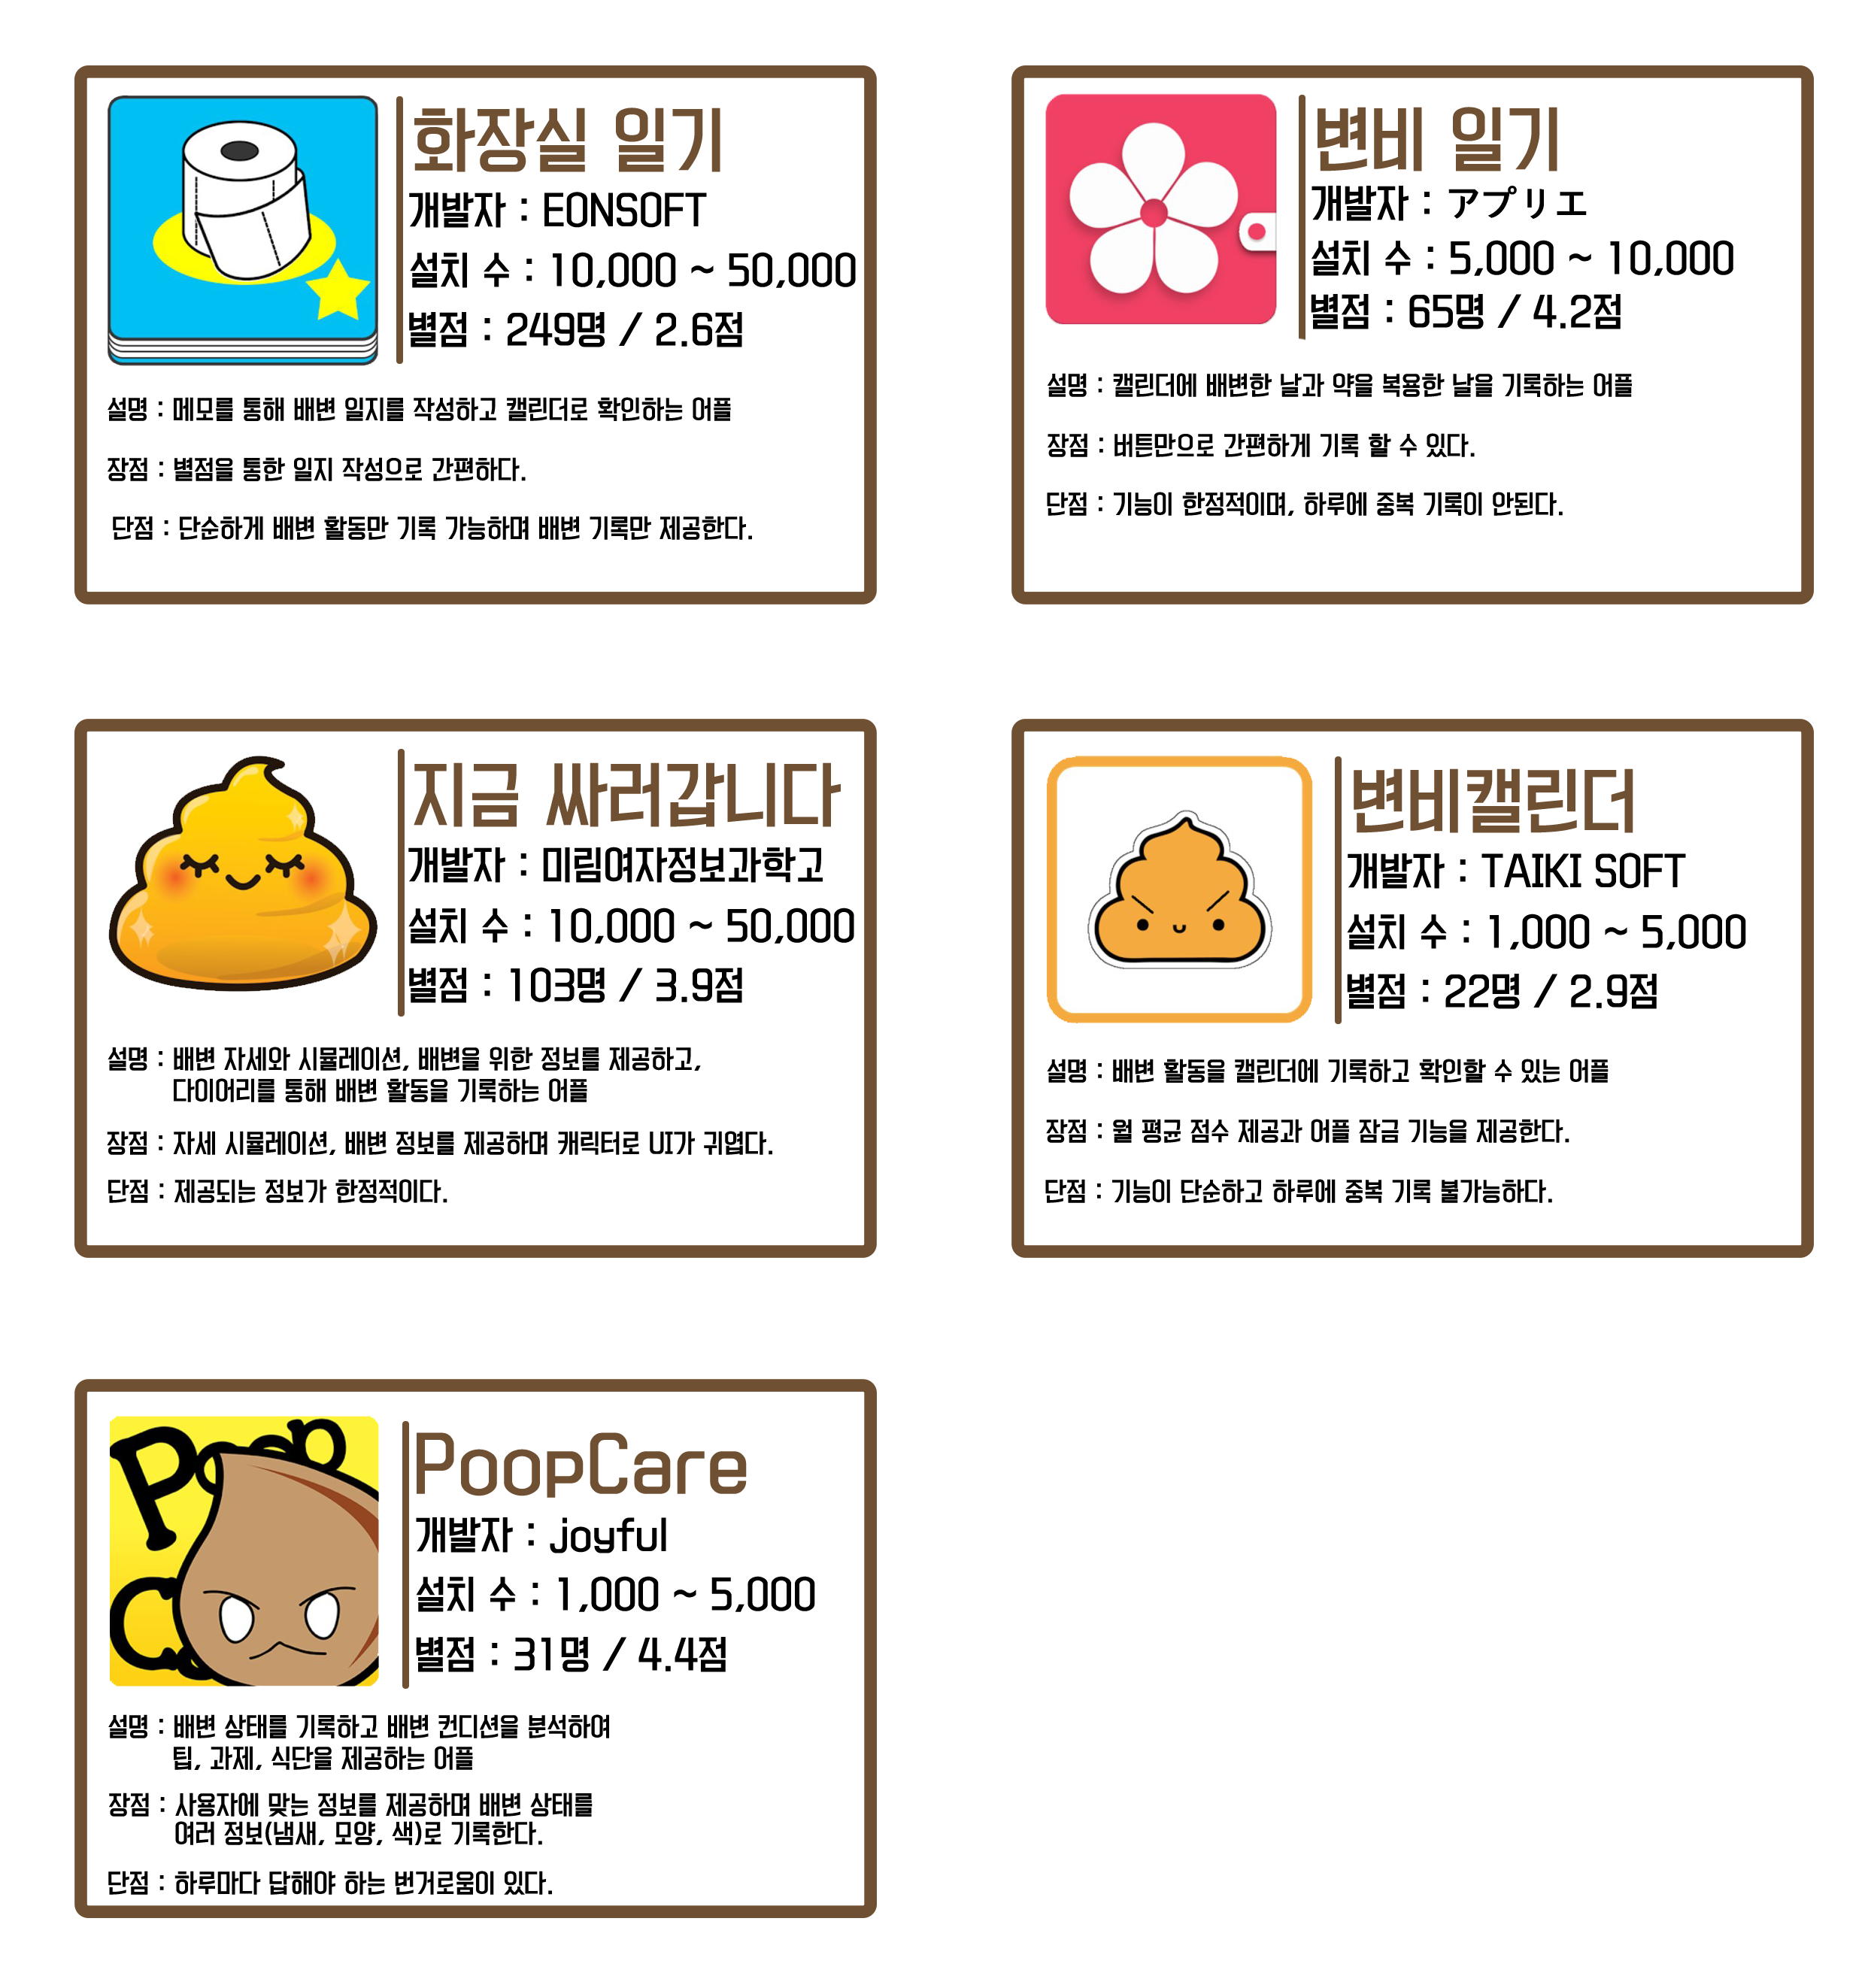 화장실 일기
개발자 : EONSOFT
설치 수 : 10,000 ~ 50,000
별점 : 249명 / 2.6점
설명 : 메모를 통해 배변 일지를 작성하고 캘린더로 확인하는 어플
장점 : 별점을 통한 일지 작성으로 간편하다.
단점 : 단순하게 배변 활동만 기록 가능하며 배변 기록만 제공한다.
변비 일기
개발자 : アプリエ
설치 수 : 5,000 ~ 10,000
별점 : 65명 / 4.2점
설명 : 캘린더에 배변한 날과 약을 복용한 날을 기록하는 어플
장점 : 버튼만으로 간편하게 기록 할 수 있다.
단점 : 기능이 한정적이며, 하루에 중복 기록이 안된다.
지금 싸러갑니다
개발자 : 미림여자정보과학고
설치 수 : 10,000 ~ 50,000
별점 : 103명 / 3.9점
설명 : 배변 자세와 시뮬레이션, 배변을 위한 정보를 제공하고,
다이어리를 통해 배변 활동을 기록하는 어플
장점 : 자세 시뮬레이션, 배변 정보를 제공하며 캐릭터로 UI가 귀엽다.
단점 : 제공되는 정보가 한정적이다.
변비캘린더
개발자 : TAIKI SOFT
설치 수 : 1,000 ~ 5,000
별점 : 22명 / 2.9점
설명 : 배변 활동을 캘린더에 기록하고 확인할 수 있는 어플
장점 : 월 평균 점수 제공과 어플 잠금 기능을 제공한다.
단점 : 기능이 단순하고 하루에 중복 기록 불가능하다.
Poop
PoopCare
개발자 : joyful
설치 수 : 1,000 ~ 5,000
별점 : 31명 / 4.4점
설명 : 배변 상태를 기록하고 배변 컨디션을 분석하여
팁, 과제, 식단을 제공하는 어플
장점 : 사용자에 맞는 정보를 제공하며 배변 상태를
여러 정보(냄새, 모양, 색)로 기록한다.
단점 : 하루마다 답해야 하는 번거로움이 있다.